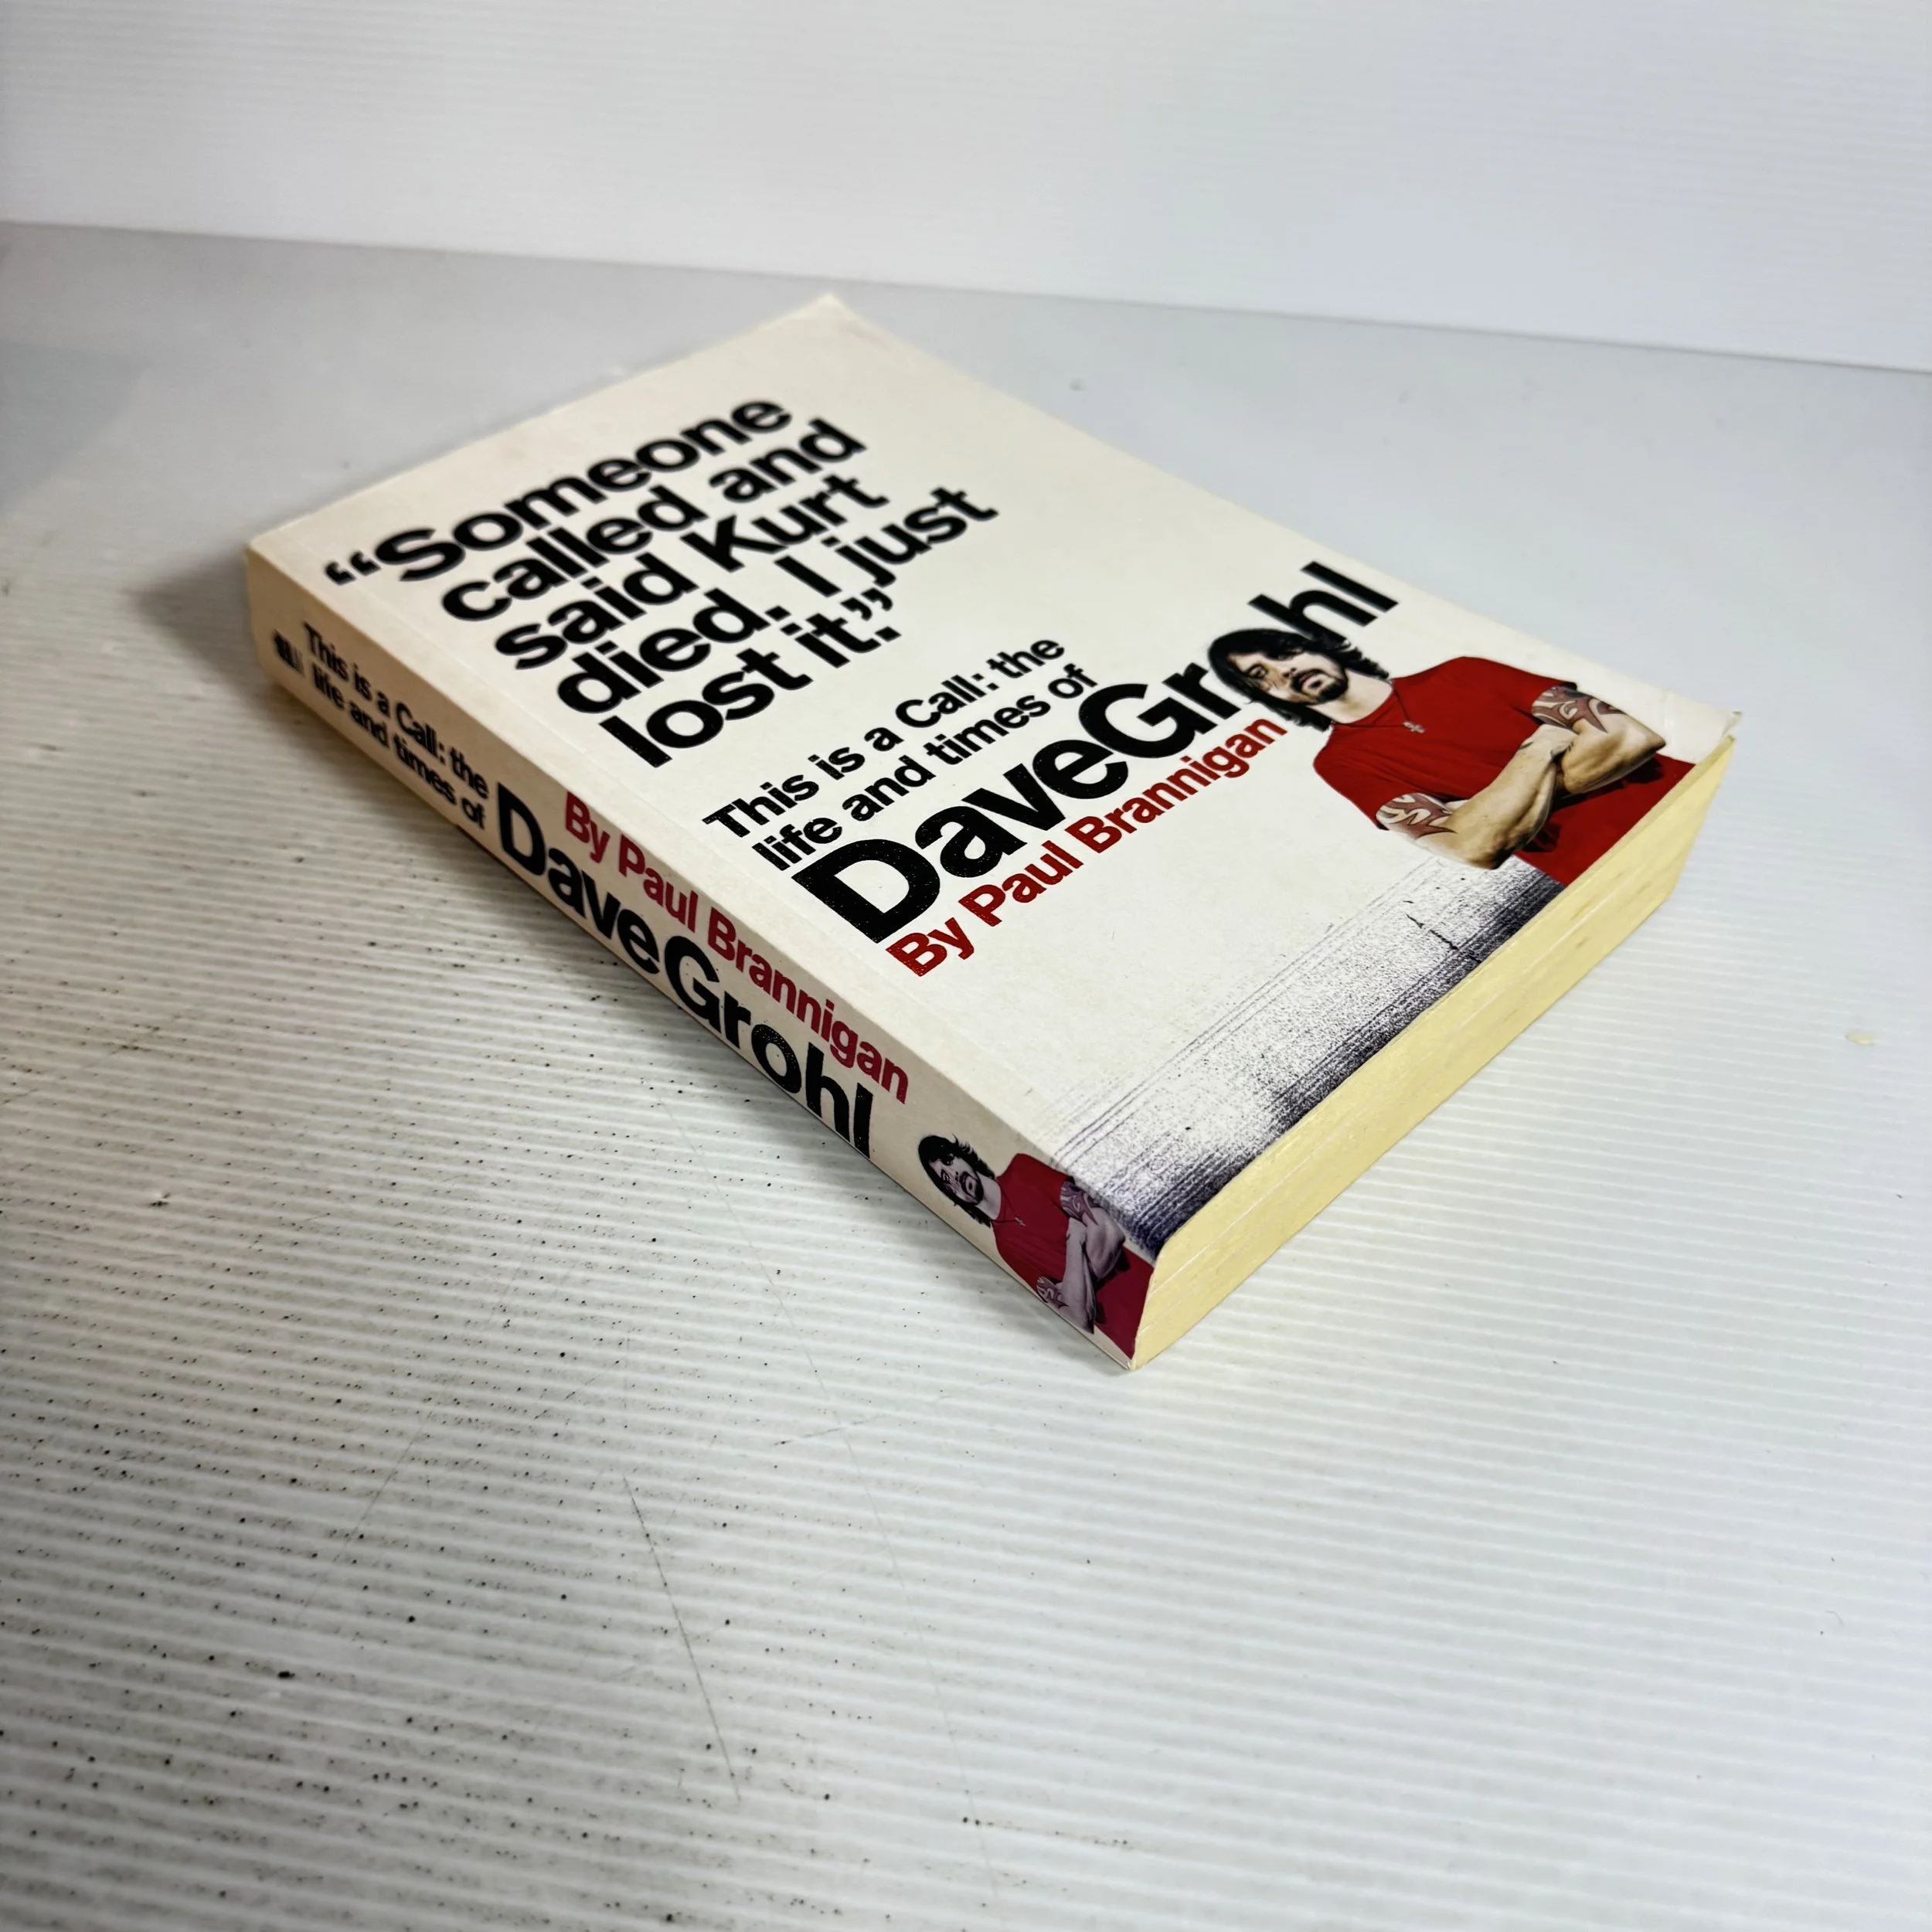 “Someone
called and
said Kurt
died. I just
lost it.”
This is a Call: the
life and times of
DaveGrohl
By Paul Brannigan
This is a Call: the
life and times of
By Paul Brannigan
DaveGrohl